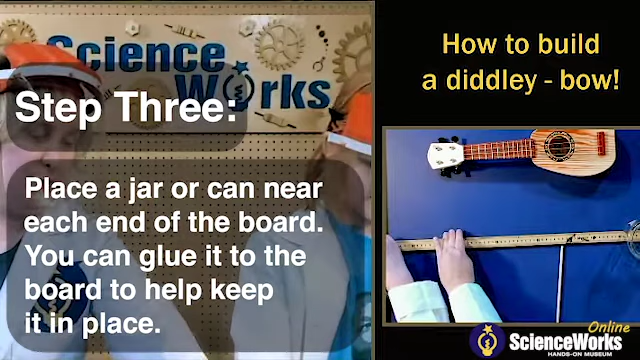 Science
Works
Step Three:
Place a jar or can near
each end of the board.
You can glue it to the
board to help keep
it in place.
How to build
a diddley - bow!
Online
ScienceWorks
HANDS-ON MUSEUM